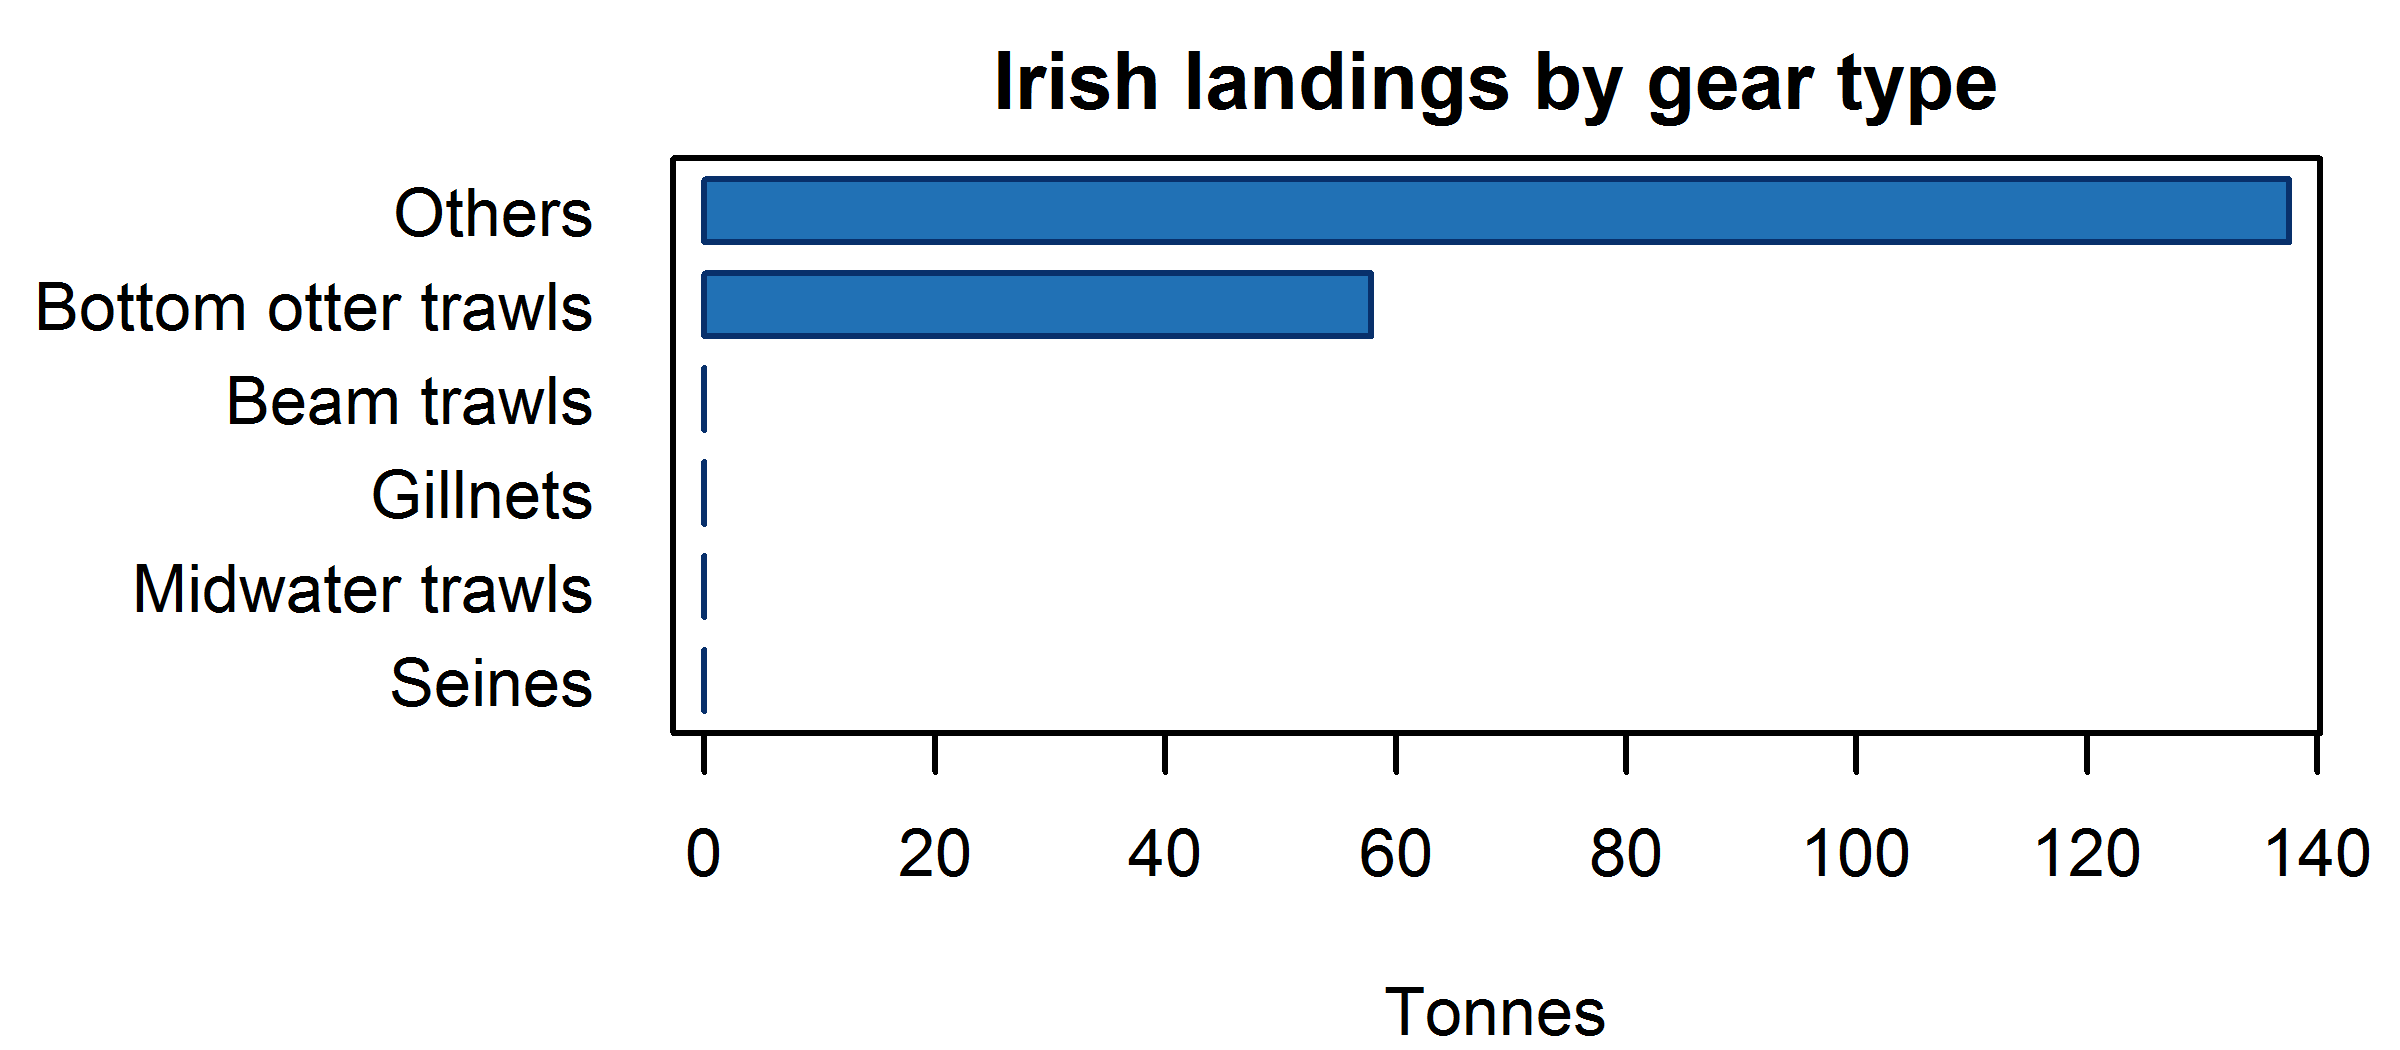 Irish landings by gear type
Others
Bottom otter trawls
Beam trawls
Gillnets
Midwater trawls
Seines
0 20 40 60 80 100 120 140
Tonnes